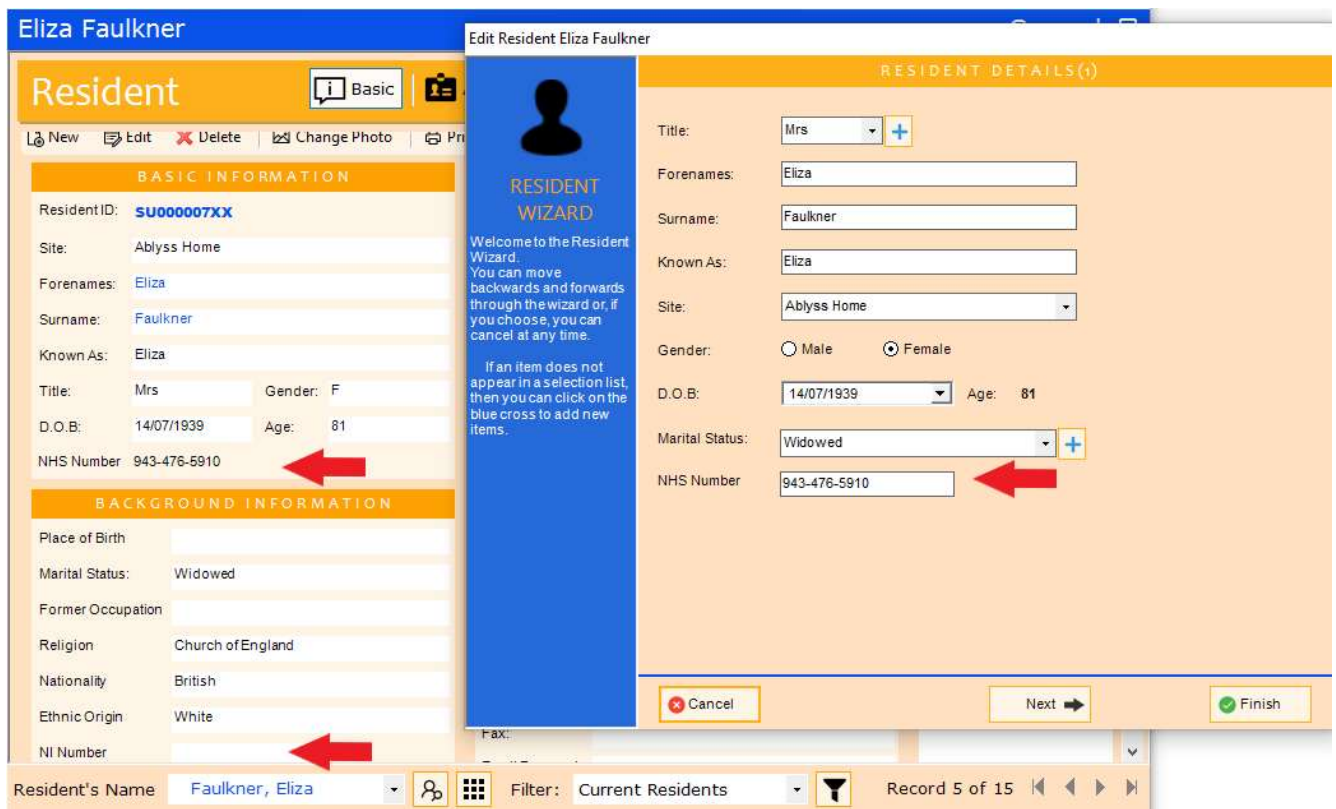 Eliza Faulkner
Resident
Basic
New Edit Delete Change Photo
BASIC INFORMATION
Resident ID: SU000007XX
Site: Ablyss Home
Forenames: Eliza
Surname: Faulkner
Known As: Eliza
Title: Mrs Gender: F
D.O.B: 14/07/1939 Age: 81
NHS Number 943-476-5910
BACKGROUND INFORMATION
Place of Birth
Marital Status: Widowed
Former Occupation
Religion Church of England
Nationality British
Ethnic Origin White
NI Number
Edit Resident Eliza Faulkner
RESIDENT
WIZARD
Welcome to the Resident
Wizard.
You can move
backwards and forwards
through the wizard or, if
you choose, you can
cancel at any time.
If an item does not
appear in a selection list,
then you can click on the
blue cross to add new
items.
RESIDENT DETAILS(1)
Title: Mrs
Forenames: Eliza
Surname: Faulkner
Known As: Eliza
Site: Ablyss Home
Gender: Male Female
D.O.B: 14/07/1939 Age: 81
Marital Status: Widowed
NHS Number 943-476-5910
Cancel Next Finish
Fax:
Resident's Name Faulkner, Eliza Filter: Current Residents Record 5 of 15